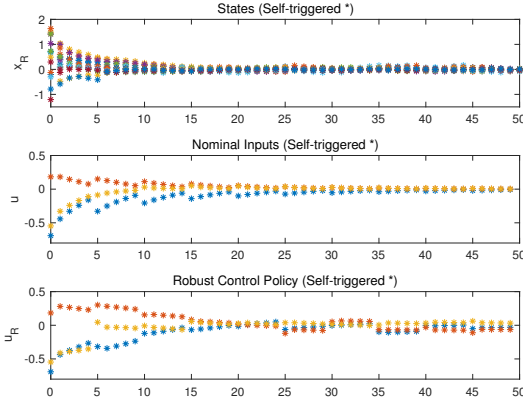 States (Self-triggered *)
2
1
0
-1
x_R
0 5 10 15 20 25 30 35 40 45 50
Nominal Inputs (Self-triggered *)
0.5
0
-0.5
u
0 5 10 15 20 25 30 35 40 45 50
Robust Control Policy (Self-triggered *)
0.5
0
-0.5
u_R
0 5 10 15 20 25 30 35 40 45 50